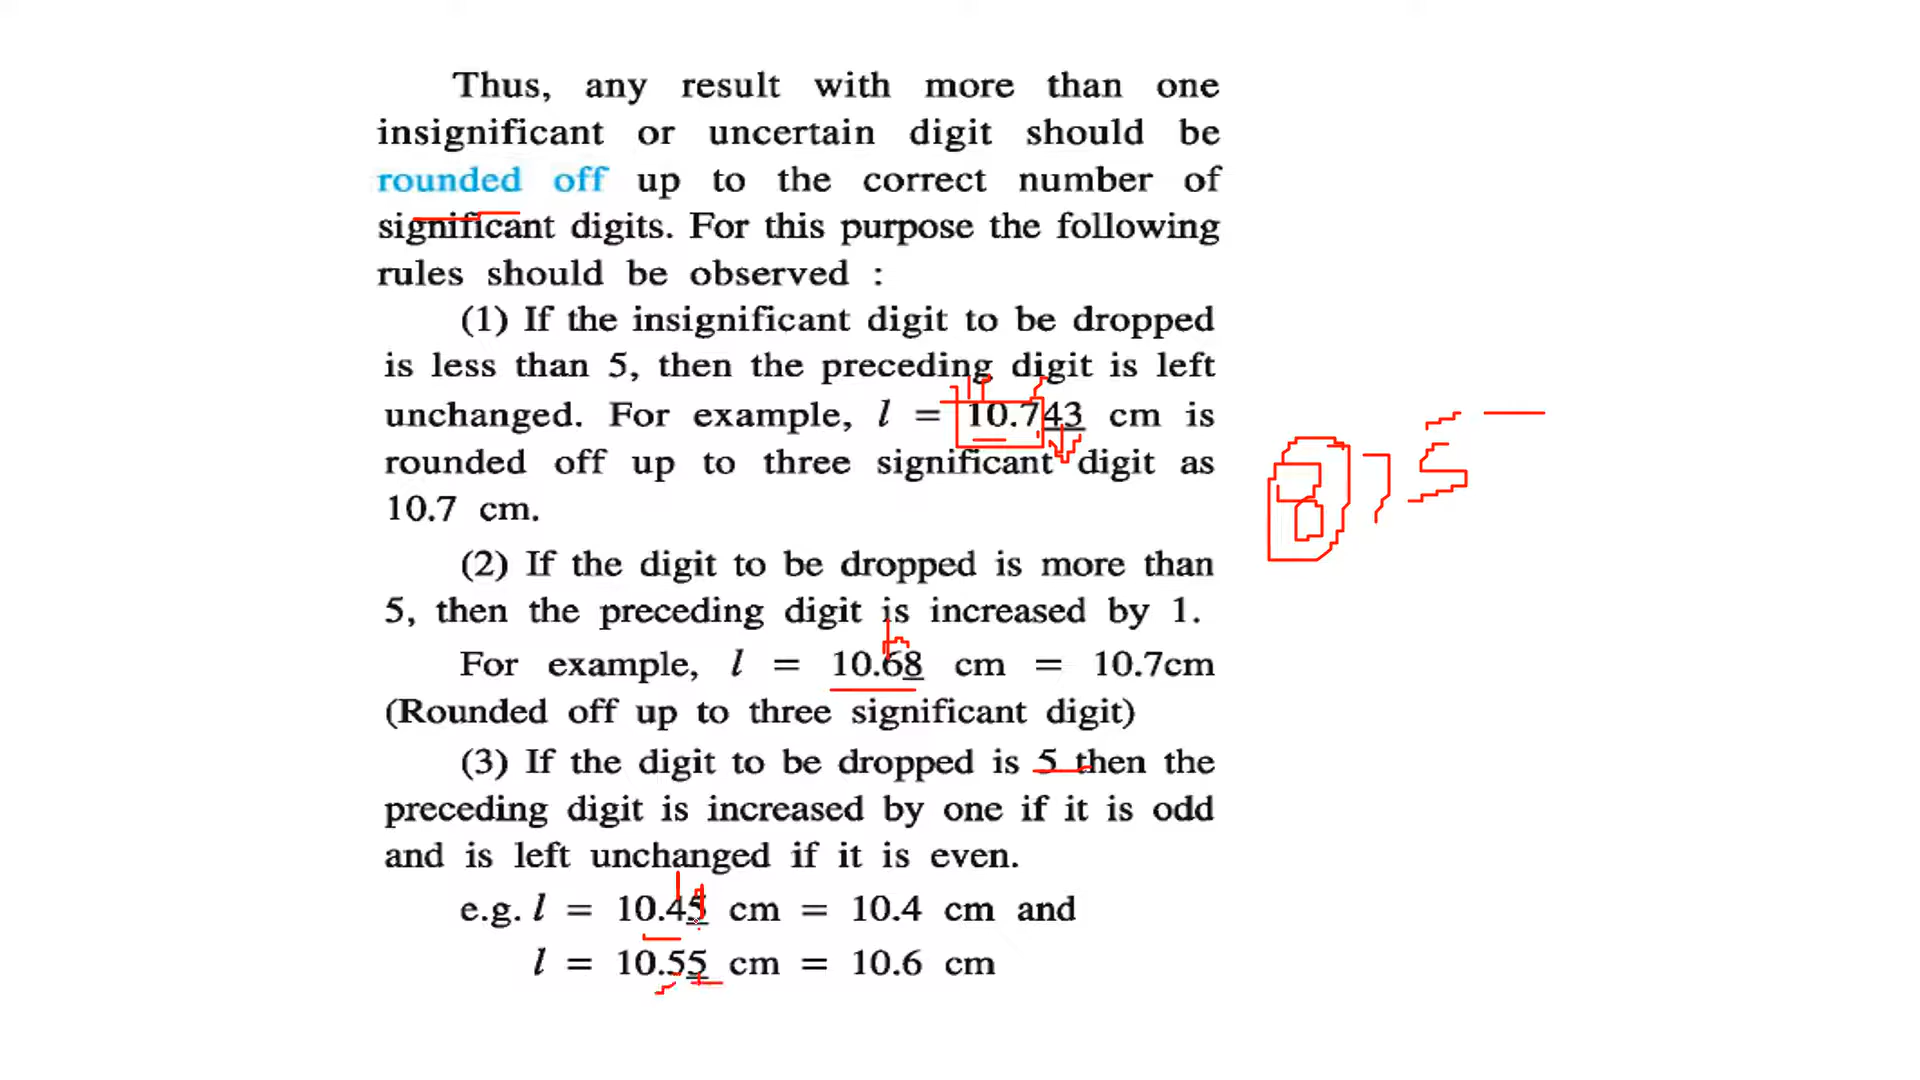 Thus, any result with more than one
insignificant or uncertain digit should be
rounded off up to the correct number of
significant digits. For this purpose the following
rules should be observed :
(1) If the insignificant digit to be dropped
is less than 5, then the preceding digit is left
unchanged. For example, l = 10.743 cm is
rounded off up to three significant digit as
10.7 cm.
(2) If the digit to be dropped is more than
5, then the preceding digit is increased by 1.
For example, l = 10.68 cm = 10.7cm
(Rounded off up to three significant digit)
(3) If the digit to be dropped is 5 then the
preceding digit is increased by one if it is odd
and is left unchanged if it is even.
e.g. l = 10.45 cm = 10.4 cm and
l = 10.55 cm = 10.6 cm